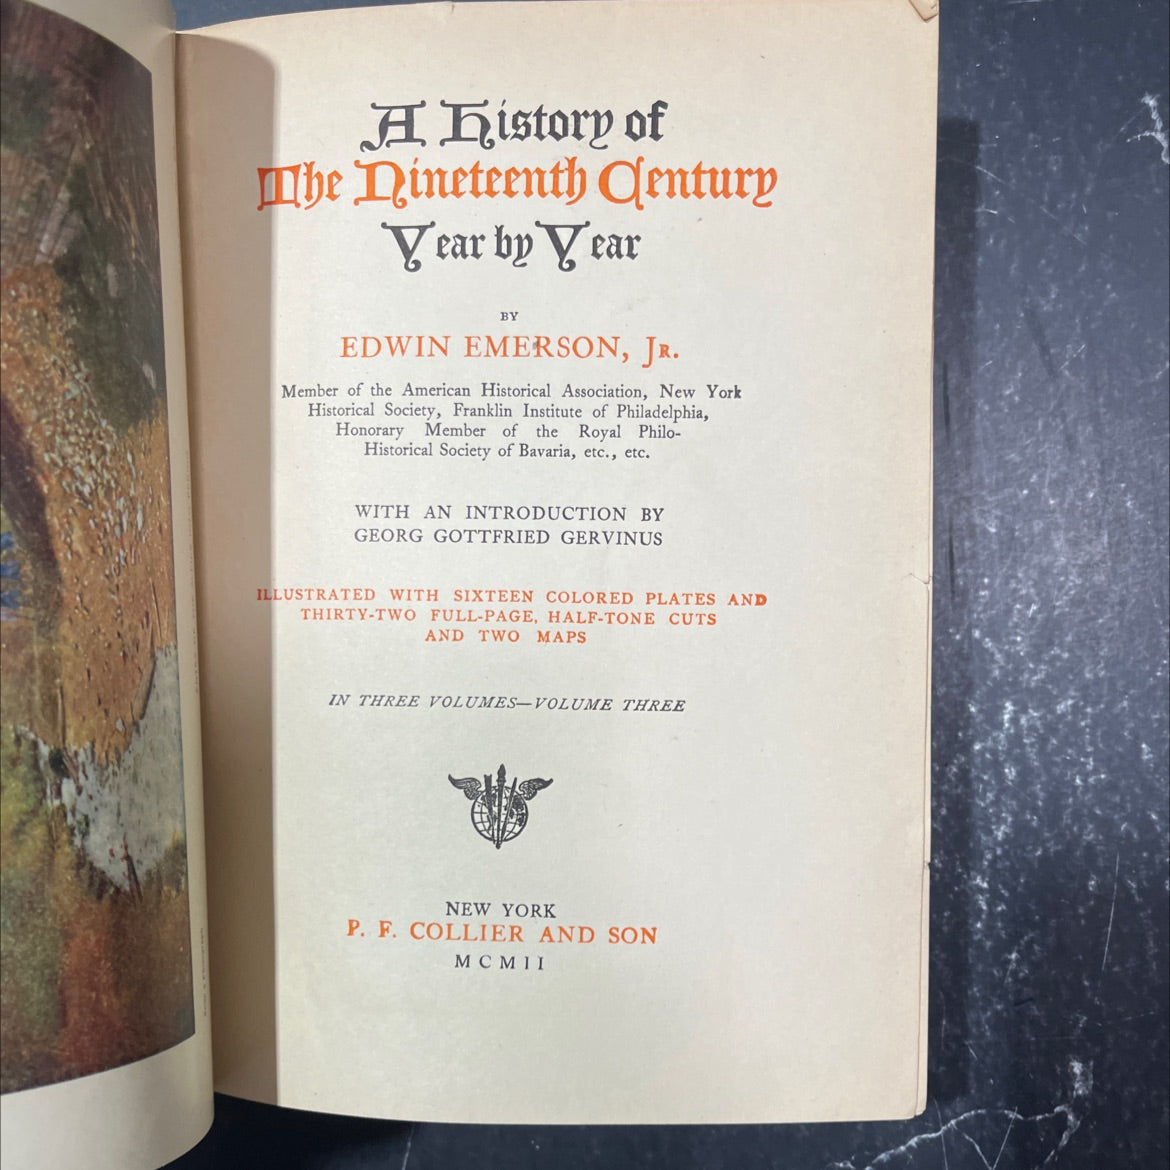 A History of
The Nineteenth Century
Year by Year
BY
EDWIN EMERSON, JR.
Member of the American Historical Association, New York
Historical Society, Franklin Institute of Philadelphia,
Honorary Member of the Royal Philo-
Historical Society of Bavaria, etc., etc.
WITH AN INTRODUCTION BY
GEORG GOTTFRIED GERVINUS
ILLUSTRATED WITH SIXTEEN COLORED PLATES AND
THIRTY-TWO FULL-PAGE, HALF-TONE CUTS
AND TWO MAPS
IN THREE VOLUMES—VOLUME THREE
NEW YORK
P. F. COLLIER AND SON
MCMII